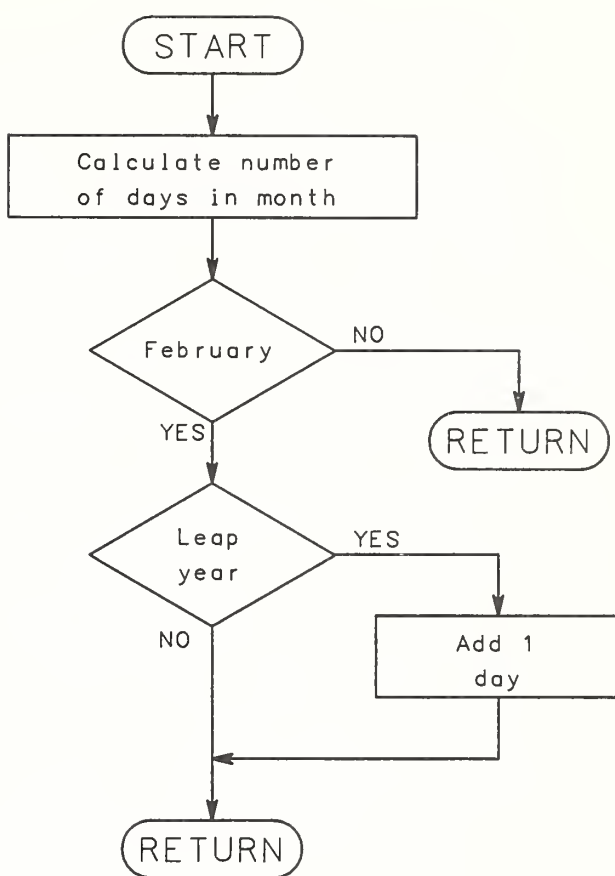 START
Calculate number
of days in month
February
NO
YES
RETURN
Leap
year
YES
NO
Add 1
day
RETURN